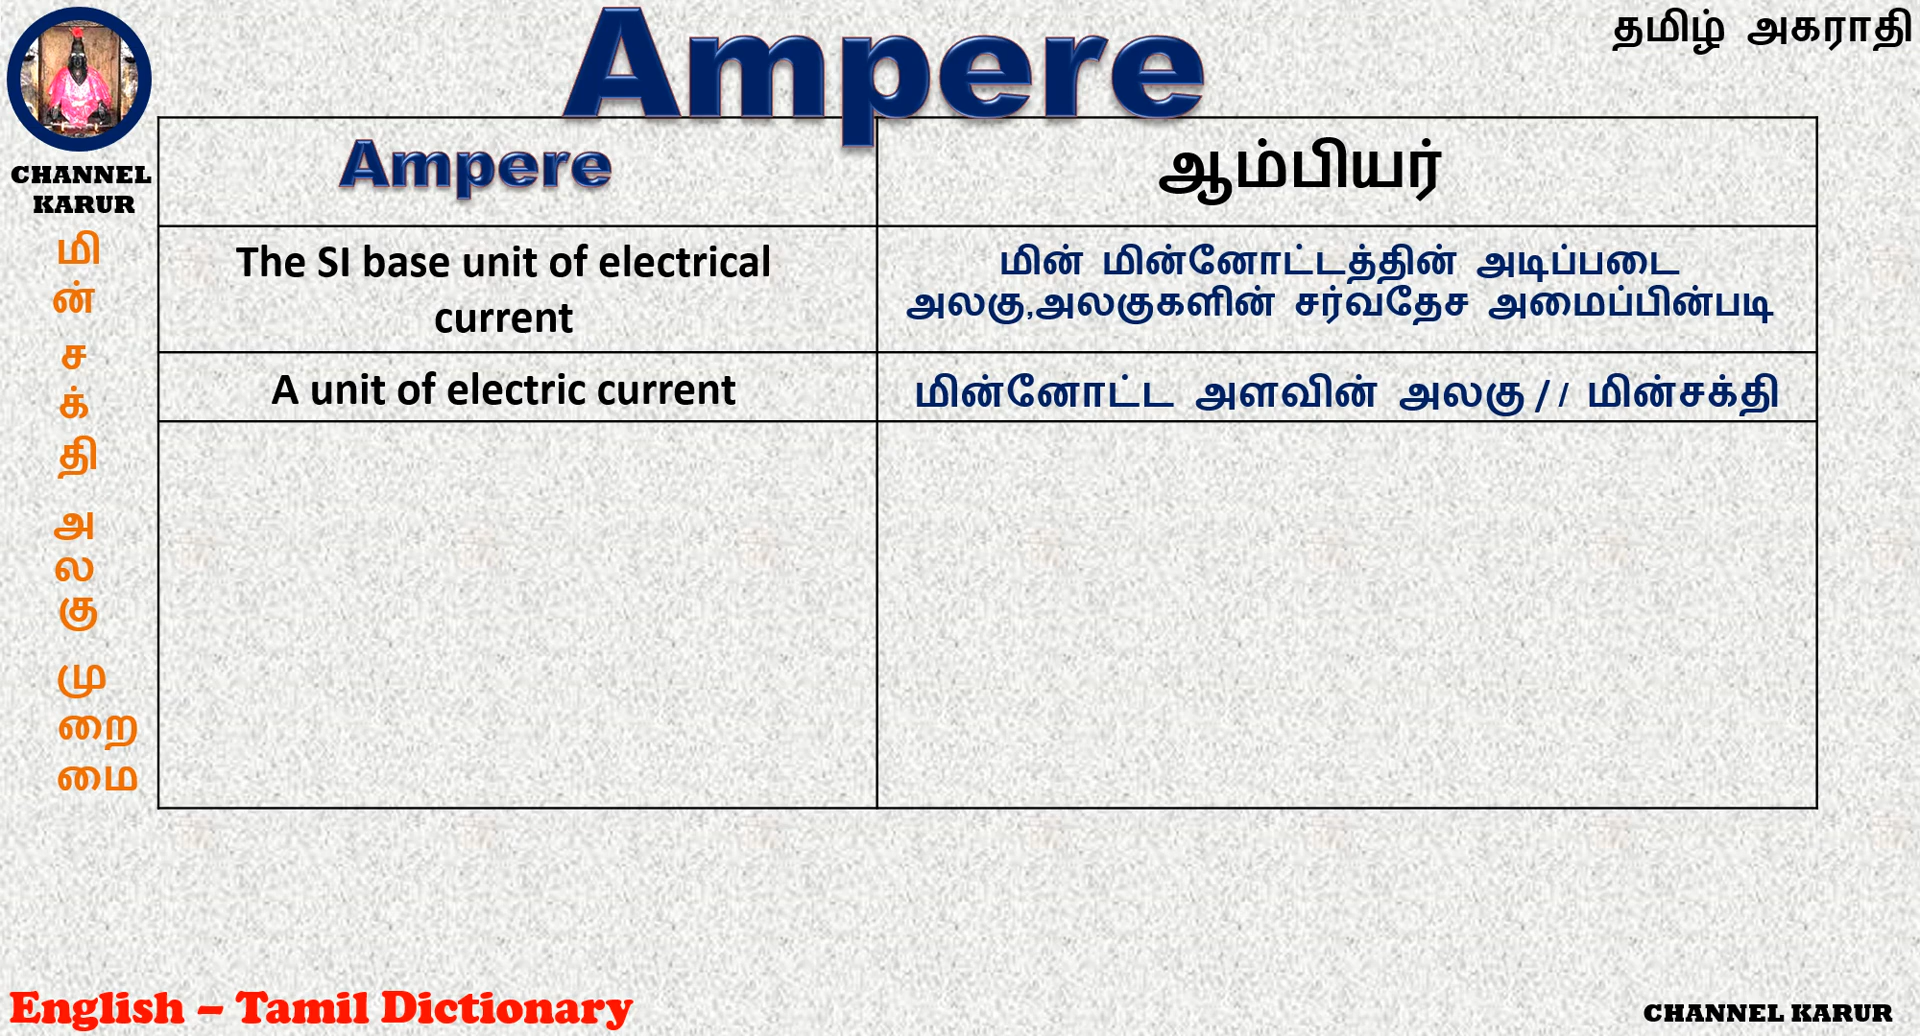 Ampere
தமிழ் அகராதி
CHANNEL
KARUR
Ampere
ஆம்பியர்
The SI base unit of electrical
current
மின் மின்னோட்டத்தின் அடிப்படை
அலகு,அலகுகளின் சர்வதேச அமைப்பின்படி
A unit of electric current
மின்னோட்ட அளவின் அலகு // மின்சக்தி
மி
ன்
ச
க்
தி
அ
ல
கு
மு
றை
மை
English – Tamil Dictionary
CHANNEL KARUR